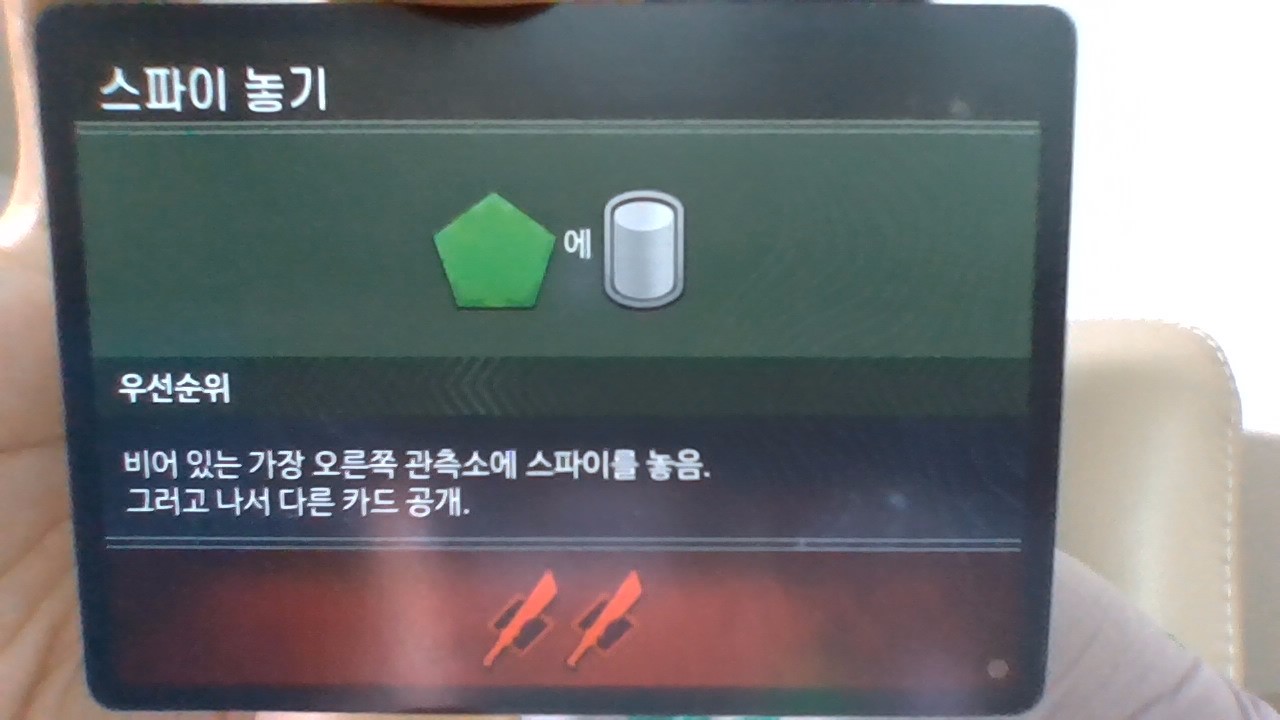 스파이 놓기
에
우선순위
비어 있는 가장 오른쪽 관측소에 스파이를 놓음.
그러고 나서 다른 카드 공개.